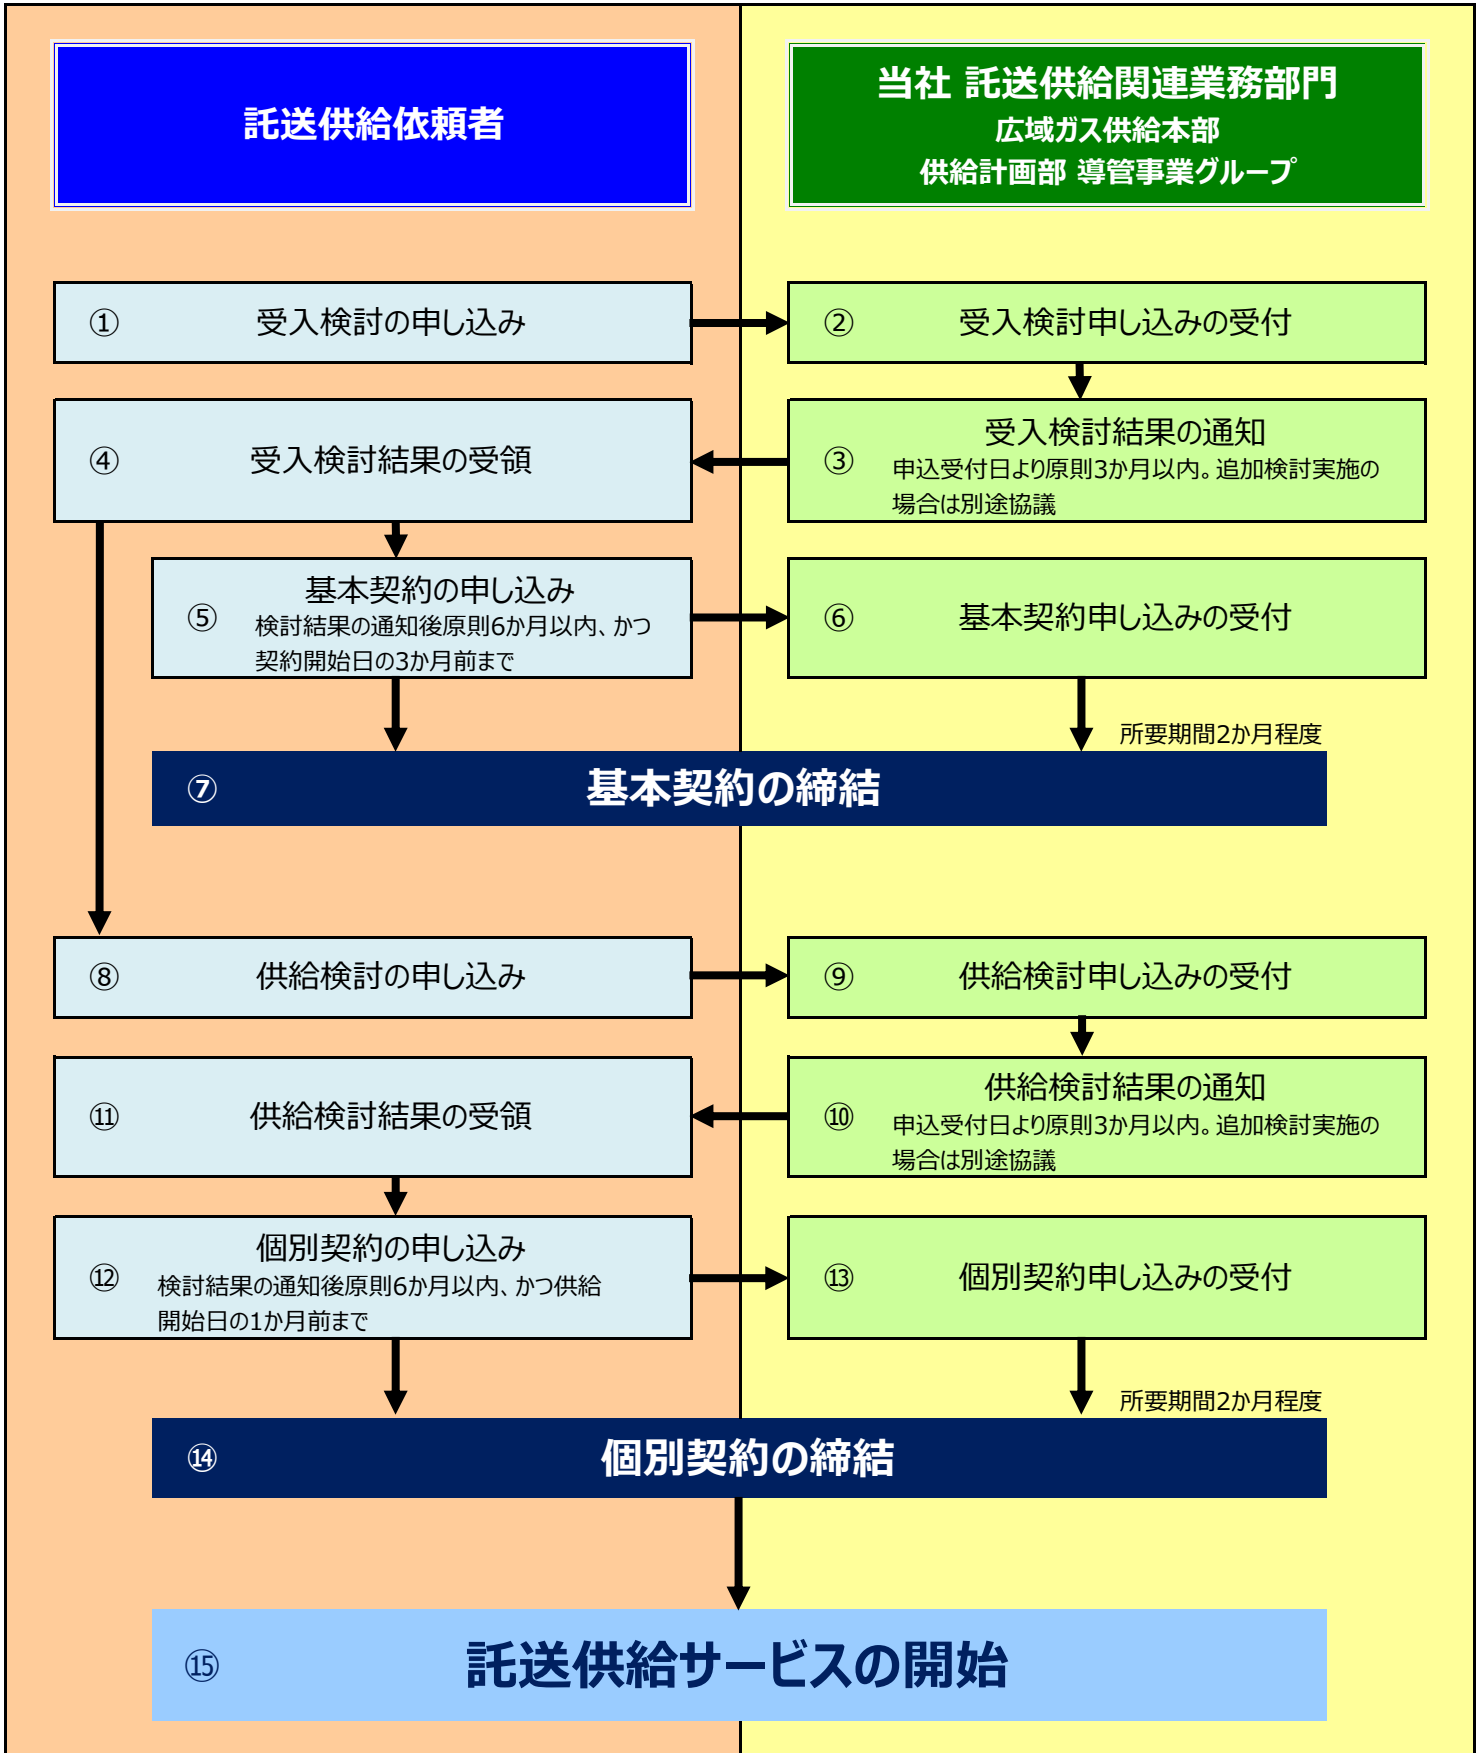 託送供給依頼者
当社 託送供給関連業務部門
広域ガス供給本部
供給計画部 導管事業グループ
① 受入検討の申し込み
② 受入検討申し込みの受付
③ 受入検討結果の通知
申込受付日より原則3か月以内。追加検討実施の
場合は別途協議
④ 受入検討結果の受領
⑤ 基本契約の申し込み
検討結果の通知後原則6か月以内、かつ
契約開始日の3か月前まで
⑥ 基本契約申し込みの受付
所要期間2か月程度
⑦ 基本契約の締結
⑧ 供給検討の申し込み
⑨ 供給検討申し込みの受付
⑩ 供給検討結果の通知
申込受付日より原則3か月以内。追加検討実施の
場合は別途協議
⑪ 供給検討結果の受領
⑫ 個別契約の申し込み
検討結果の通知後原則6か月以内、かつ供給
開始日の1か月前まで
⑬ 個別契約申し込みの受付
所要期間2か月程度
⑭ 個別契約の締結
⑮ 託送供給サービスの開始